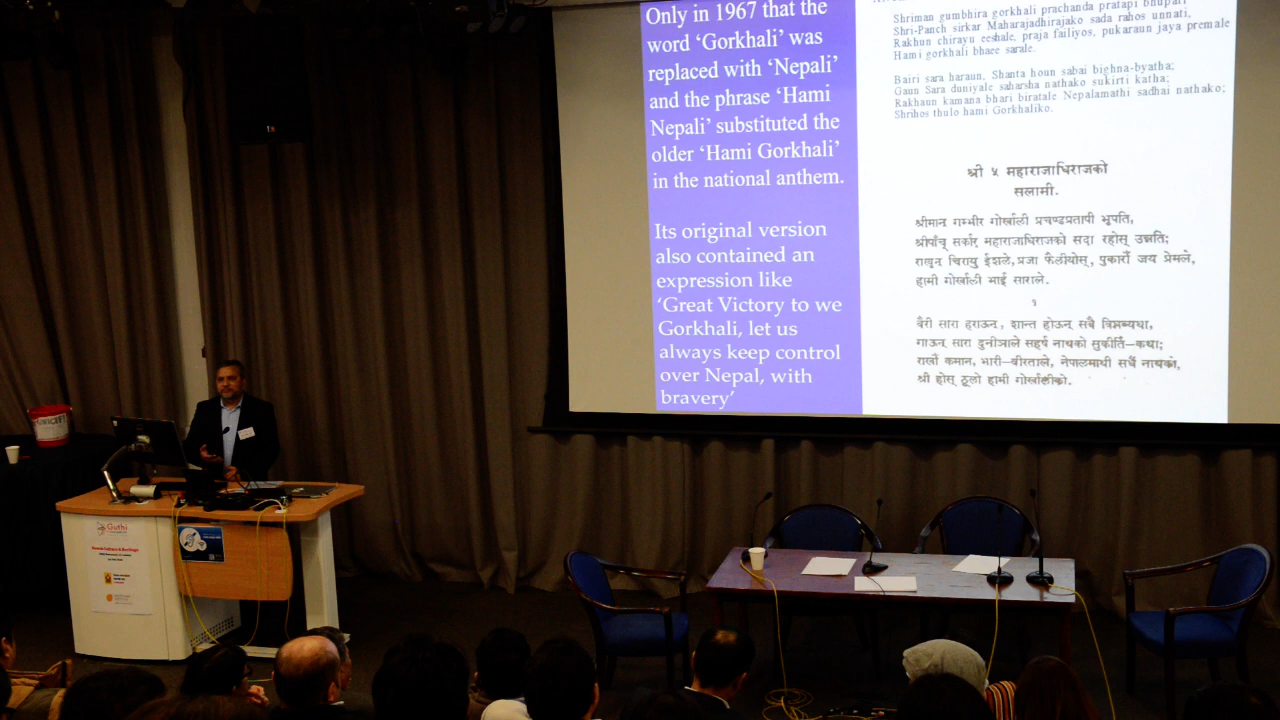 Only in 1967 that the
word ‘Gorkhali’ was
replaced with ‘Nepali’
and the phrase ‘Hami
Nepali’ substituted the
older ‘Hami Gorkhali’
in the national anthem.
Its original version
also contained an
expression like
‘Great Victory to we
Gorkhali, let us
always keep control
over Nepal, with
bravery’
Shriman gumbhira gorkhali prachanda pratapi bhupati
Shri-Panch sirkar Maharajadhirajako sada rahos unnati,
Rakhun chirayu eeshale, praja failiyos, pukaraun jaya premale
Hami gorkhali bhaee sarale.
Bairi sara haraun, Shanta houn sabai bighna-byatha;
Gaun Sara duniyale saharsha nathako sukirti katha;
Rakhaun kamana bhari biratale Nepalamathi sadhai nathako;
Shrihos thulo hami Gorkhaliko.
श्री ५ महाराजाधिराजको
सलामी.
श्रीमान् गम्भीर गोर्खाली प्रचण्डप्रतापी भूपति,
श्रीपाँच् सर्कार् महाराजाधिराजको सदा रहोस् उन्नति;
राखून् चिरायु ईशले, प्रजा फैलीयोस्, पुकारौं जय प्रेमले,
हामी गोर्खाली भाई साराले.
१
वैरी सारा हराऊन्, शान्त होऊन् सबै विघ्नब्यथा,
गाऊन् सारा दुनीञाले सहर्ष नाथको सुकीर्ति-कथा;
राखौं कमान, भारी-बीरताले, नेपालमाथी सधैं नाथको,
श्री होस् ठूलो हामी गोर्खालीको.
Guthi